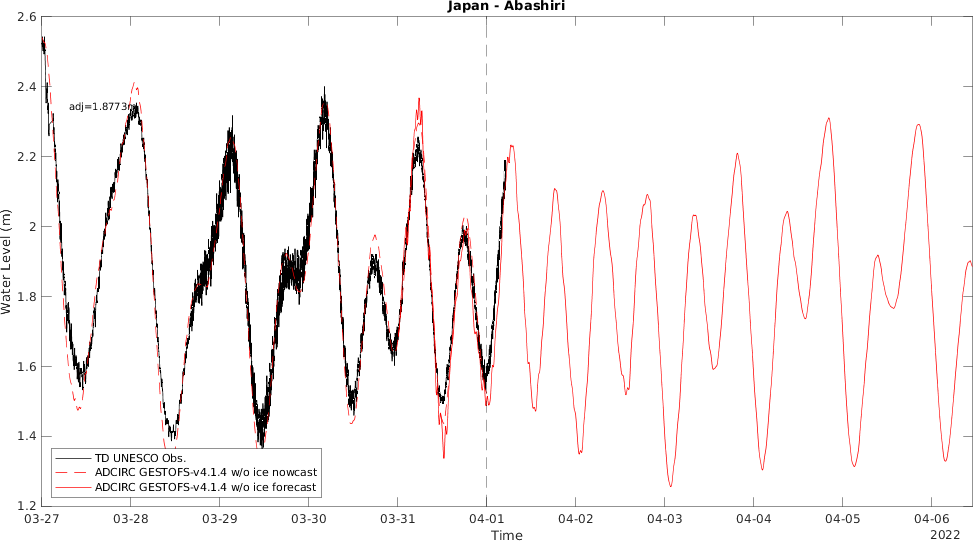 Japan - Abashiri
2.6
2.4
adj=1.8773m
2.2
2
1.8
1.6
1.4
1.2
Water Level (m)
TD UNESCO Obs.
ADCIRC GESTOFS-v4.1.4 w/o ice nowcast
ADCIRC GESTOFS-v4.1.4 w/o ice forecast
03-27 03-28 03-29 03-30 03-31 04-01 04-02 04-03 04-04 04-05 04-06
Time
2022